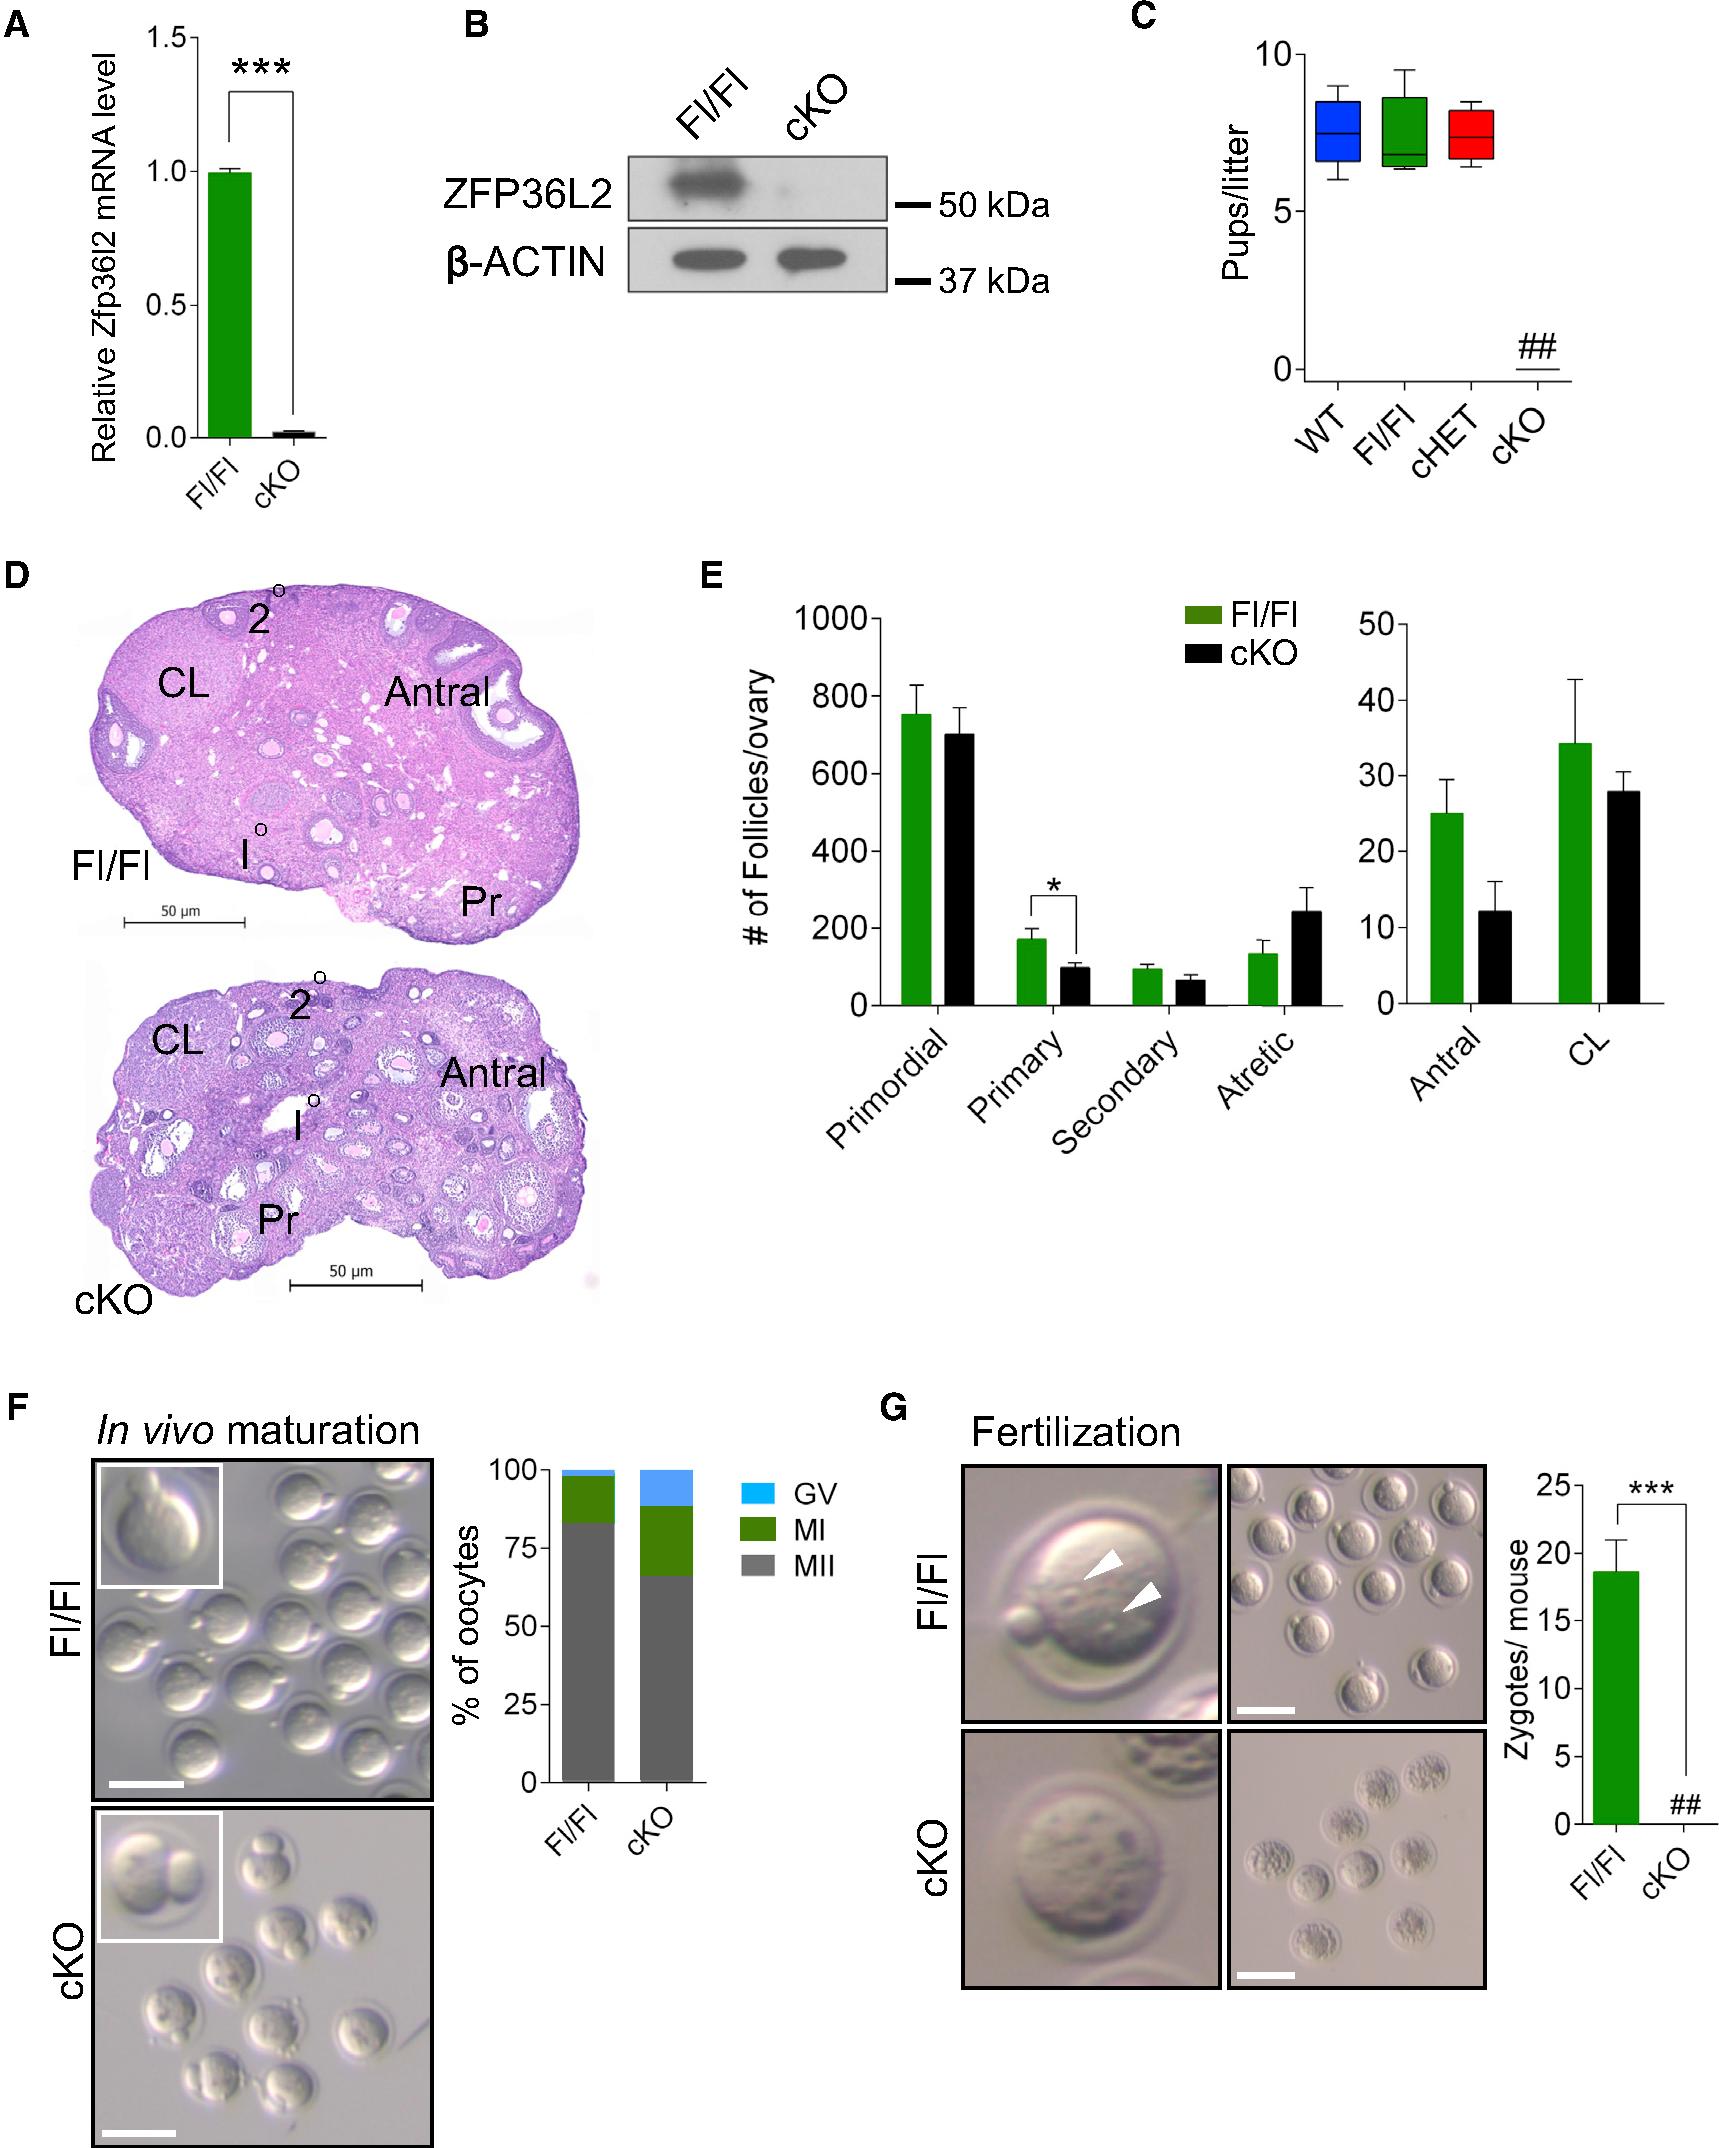 A
Relative Zfp36l2 mRNA level
1.5
1.0
0.5
0.0
***
Fl/Fl
cKO
B
Fl/Fl
cKO
ZFP36L2
50 kDa
β-ACTIN
37 kDa
C
Pups/litter
10
5
0
##
WT
Fl/Fl
cHET
cKO
D
2°
CL
Antral
I°
Fl/Fl
Pr
50 µm
2°
CL
Antral
I°
Pr
50 µm
cKO
E
# of Follicles/ovary
1000
800
600
400
200
0
*
Fl/Fl
cKO
Primordial
Primary
Secondary
Atretic
50
40
30
20
10
0
Antral
CL
F
In vivo maturation
Fl/Fl
cKO
% of oocytes
100
75
50
25
0
GV
MI
MII
Fl/Fl
cKO
G
Fertilization
Fl/Fl
cKO
Zygotes/ mouse
25
20
15
10
5
0
***
##
Fl/Fl
cKO